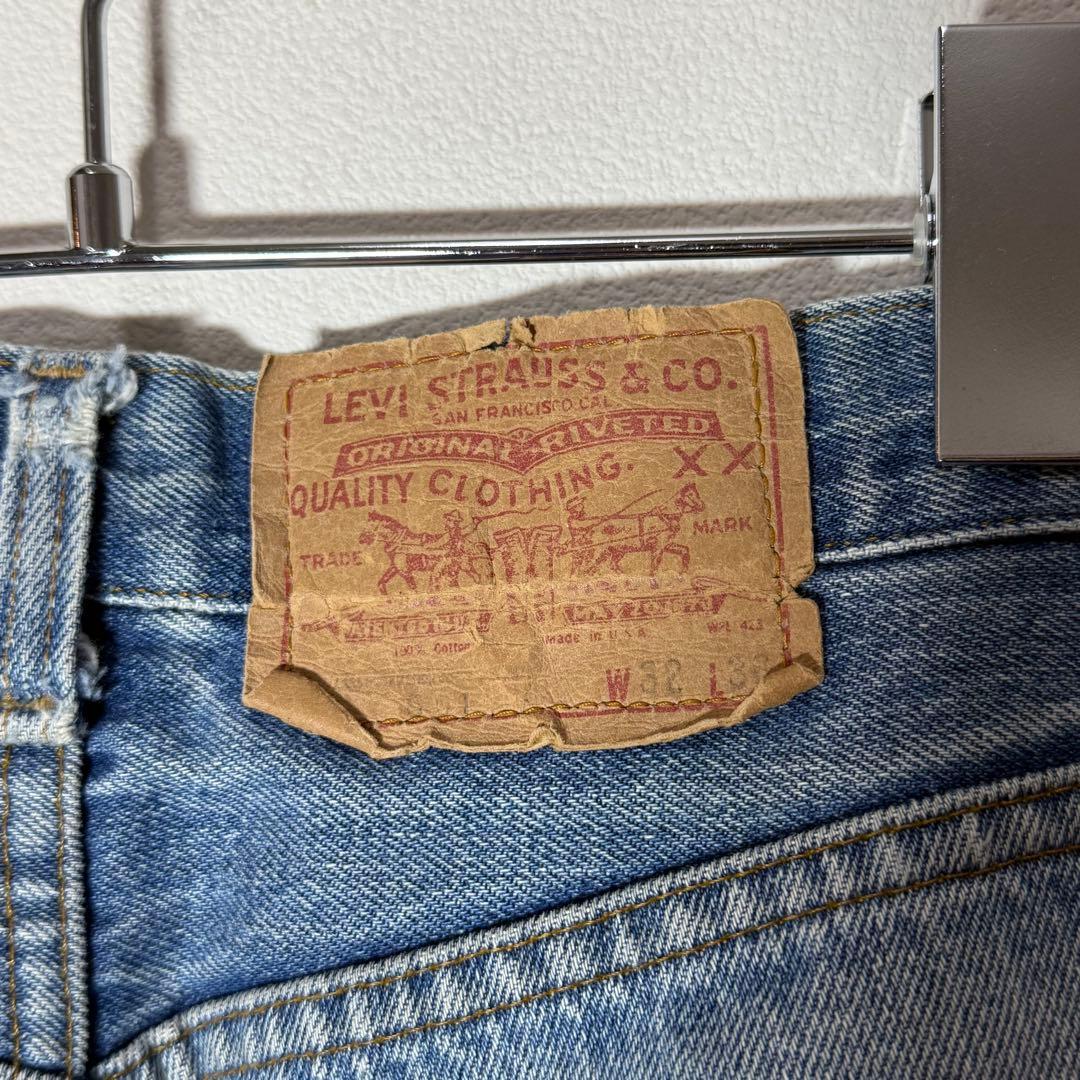 LEVI STRAUSS & CO.
SAN FRANCISCO CAL
ORIGINAL RIVETED
QUALITY CLOTHING. XX
TRADE MARK
100% Cotton Made in U.S.A. WPL 423
W32 L